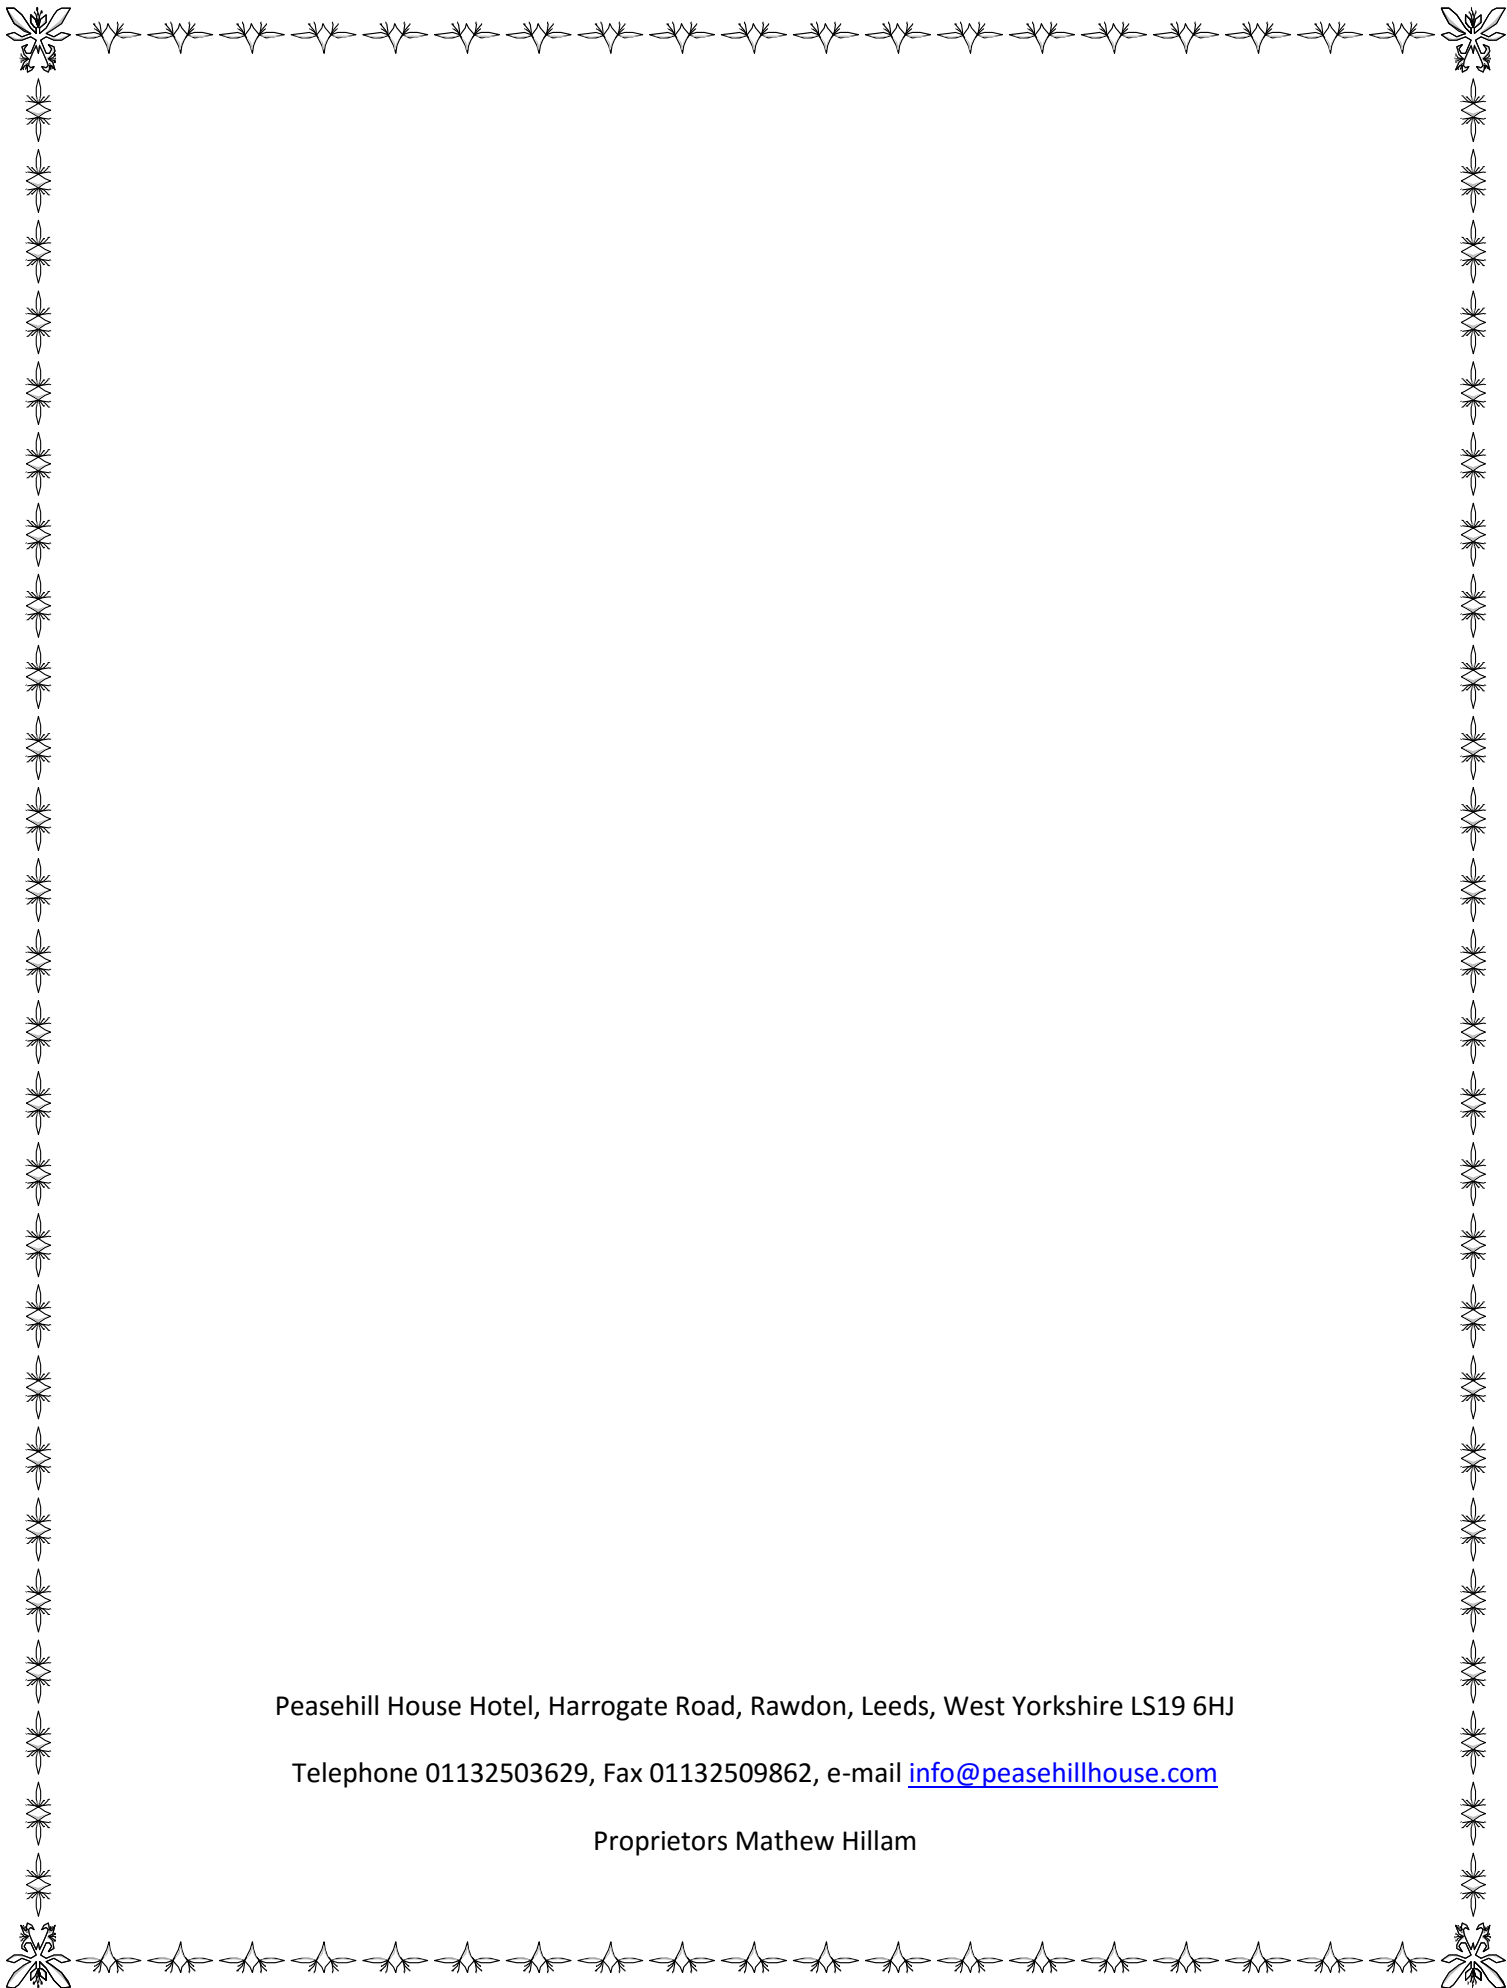 Peasehill House Hotel, Harrogate Road, Rawdon, Leeds, West Yorkshire LS19 6HJ
Telephone 01132503629, Fax 01132509862, e-mail info@peasehillhouse.com
Proprietors Mathew Hillam